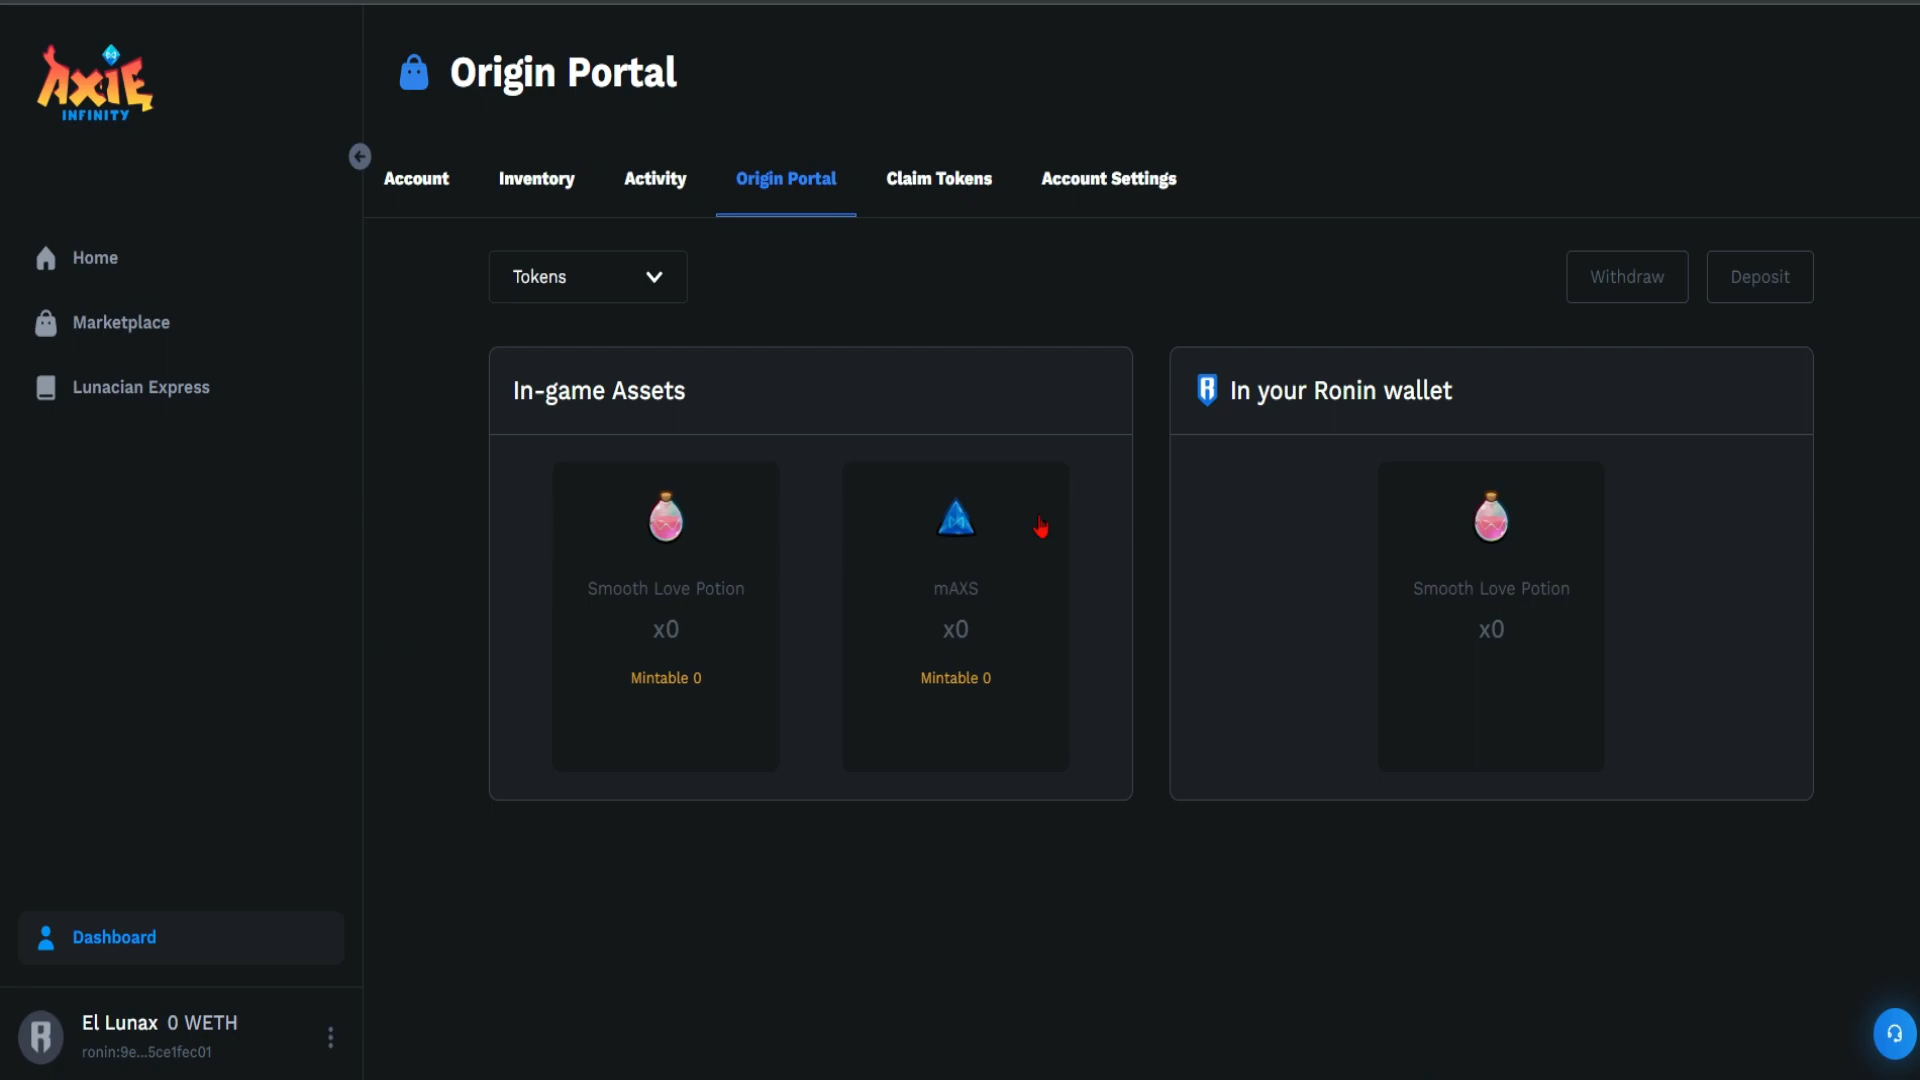 AXIE
INFINITY
Origin Portal
Account
Inventory
Activity
Origin Portal
Claim Tokens
Account Settings
Home
Marketplace
Lunacian Express
Tokens
Withdraw
Deposit
In-game Assets
Smooth Love Potion
x0
Mintable 0
mAXS
x0
Mintable 0
In your Ronin wallet
Smooth Love Potion
x0
Dashboard
El Lunax 0 WETH
ronin:9e...5ce1fec01